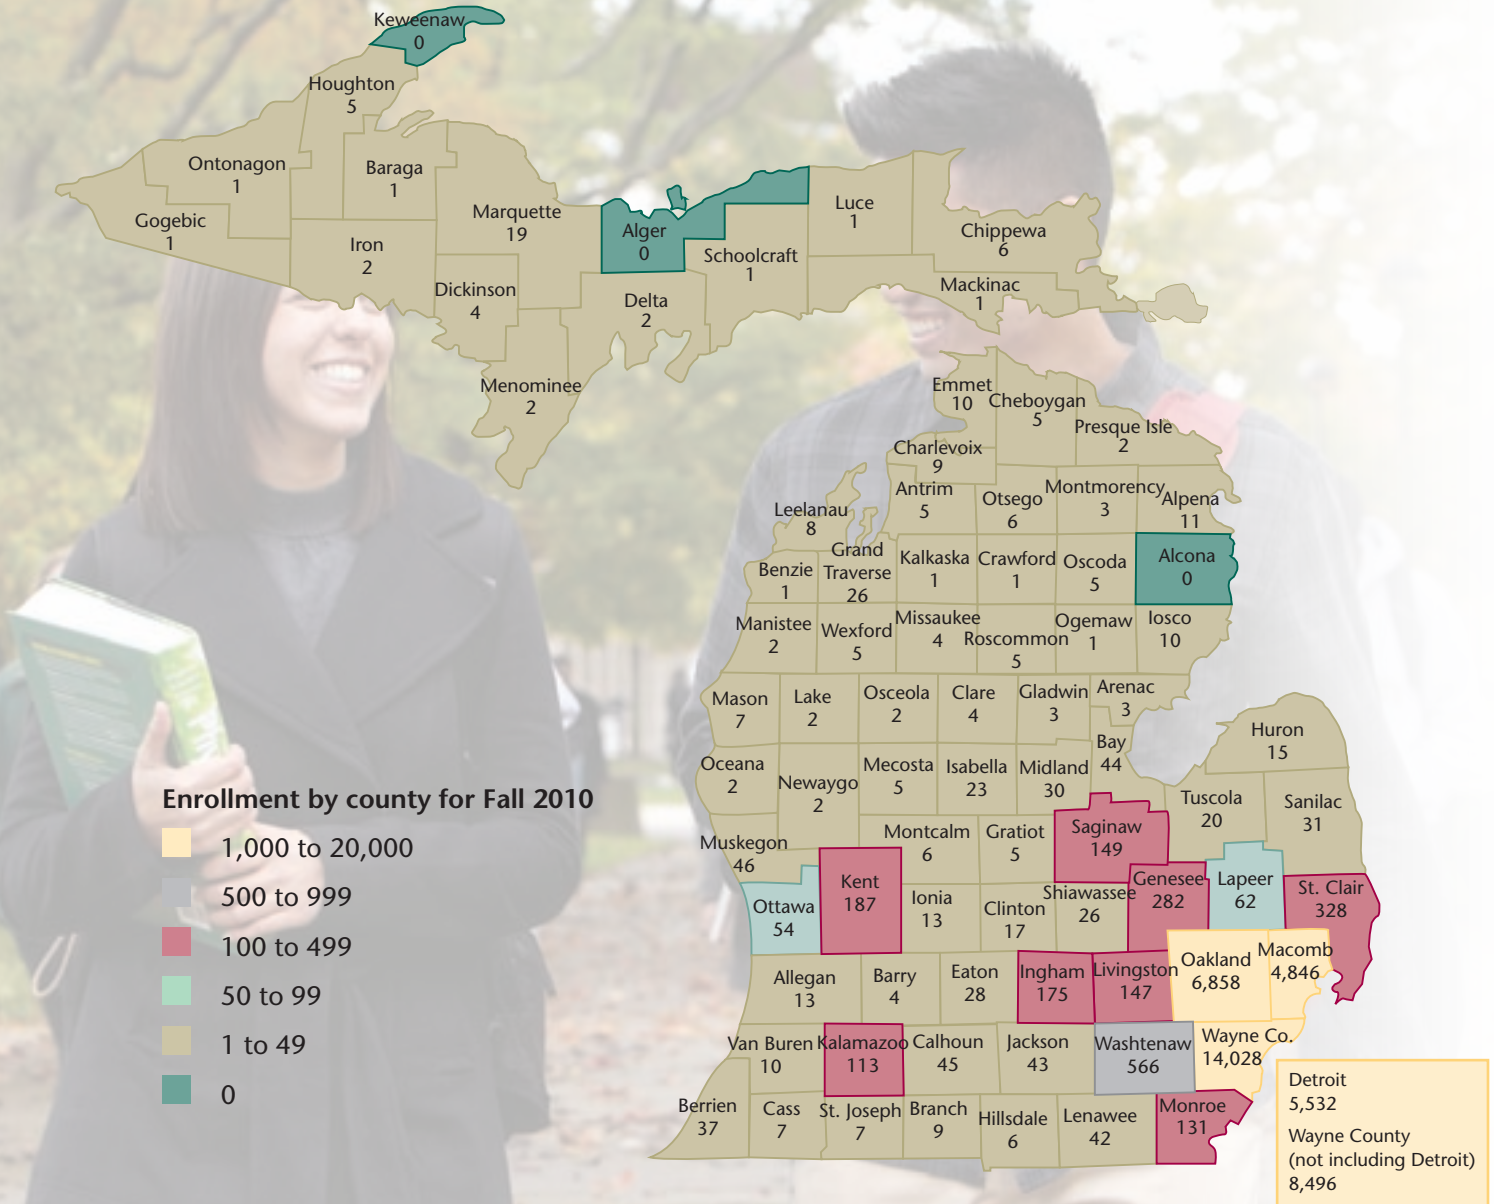 Keweenaw
0
Houghton
5
Ontonagon
1
Baraga
1
Gogebic
1
Marquette
19
Iron
2
Alger
0
Luce
1
Chippewa
6
Schoolcraft
1
Dickinson
4
Delta
2
Mackinac
1
Menominee
2
Emmet
10
Cheboygan
5
Presque Isle
2
Charlevoix
9
Antrim
5
Otsego
6
Montmorency
3
Alpena
11
Leelanau
8
Benzie
1
Grand
Traverse
26
Kalkaska
1
Crawford
1
Oscoda
5
Alcona
0
Manistee
2
Wexford
5
Missaukee
4
Roscommon
5
Ogemaw
1
Iosco
10
Mason
7
Lake
2
Osceola
2
Clare
4
Gladwin
3
Arenac
3
Huron
15
Oceana
2
Newaygo
2
Mecosta
5
Isabella
23
Midland
30
Bay
44
Tuscola
20
Sanilac
31
Muskegon
46
Montcalm
6
Gratiot
5
Saginaw
149
Ottawa
54
Kent
187
Ionia
13
Clinton
17
Shiawassee
26
Genesee
282
Lapeer
62
St. Clair
328
Allegan
13
Barry
4
Eaton
28
Ingham
175
Livingston
147
Oakland
6,858
Macomb
4,846
Van Buren
10
Kalamazoo
113
Calhoun
45
Jackson
43
Washtenaw
566
Wayne Co.
14,028
Berrien
37
Cass
7
St. Joseph
7
Branch
9
Hillsdale
6
Lenawee
42
Monroe
131
Detroit
5,532
Wayne County
(not including Detroit)
8,496
Enrollment by county for Fall 2010
1,000 to 20,000
500 to 999
100 to 499
50 to 99
1 to 49
0